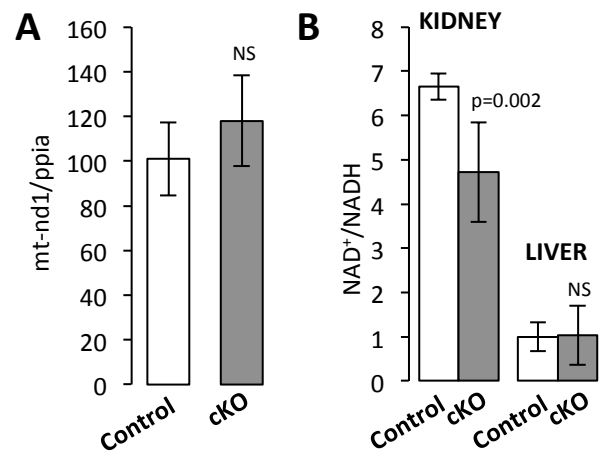 A
mt-nd1/ppia
160
140
120
100
80
60
40
20
0
NS
Control
cKO
B
KIDNEY
NAD⁺/NADH
8
7
6
5
4
3
2
1
0
p=0.002
LIVER
NS
Control
cKO
Control
cKO